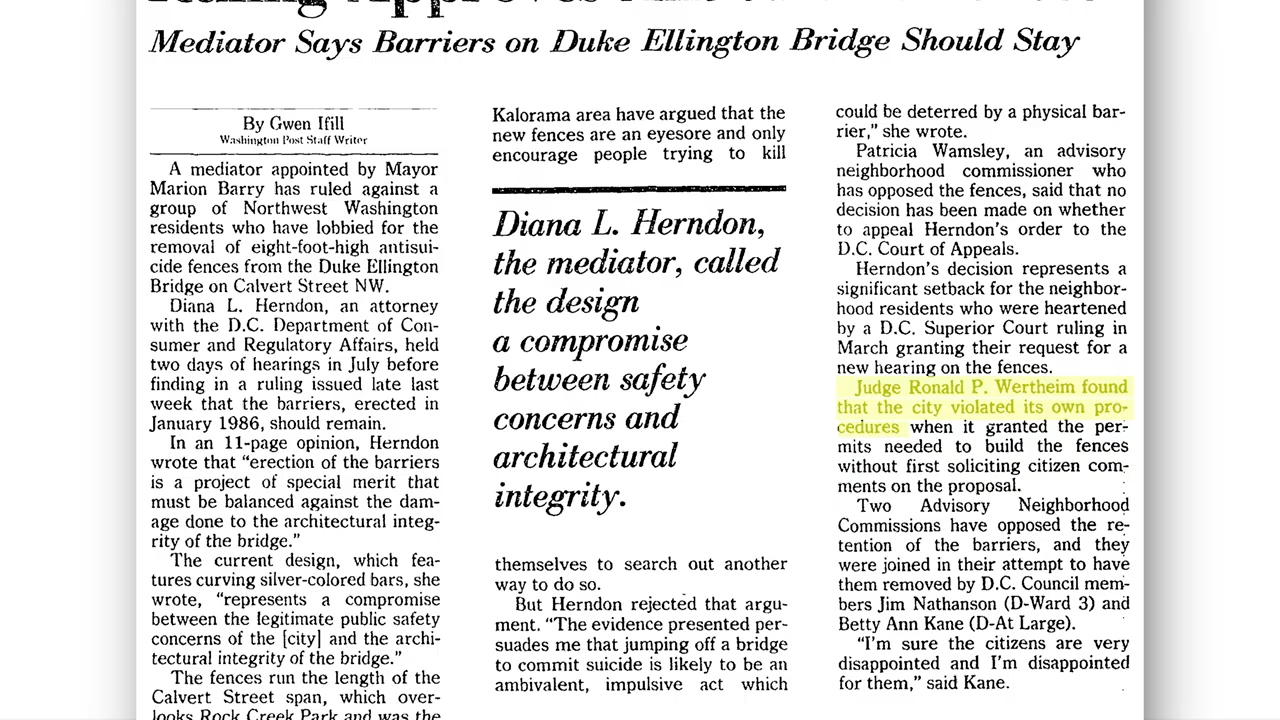 Mediator Says Barriers on Duke Ellington Bridge Should Stay
By Gwen Ifill
Washington Post Staff Writer
A mediator appointed by Mayor
Marion Barry has ruled against a
group of Northwest Washington
residents who have lobbied for the
removal of eight-foot-high antisui-
cide fences from the Duke Ellington
Bridge on Calvert Street NW.
Diana L. Herndon, an attorney
with the D.C. Department of Con-
sumer and Regulatory Affairs, held
two days of hearings in July before
finding in a ruling issued late last
week that the barriers, erected in
January 1986, should remain.
In an 11-page opinion, Herndon
wrote that “erection of the barriers
is a project of special merit that
must be balanced against the dam-
age done to the architectural integ-
rity of the bridge.”
The current design, which fea-
tures curving silver-colored bars, she
wrote, “represents a compromise
between the legitimate public safety
concerns of the [city] and the archi-
tectural integrity of the bridge.”
The fences run the length of the
Calvert Street span, which over-
looks Rock Creek Park and was the
Kalorama area have argued that the
new fences are an eyesore and only
encourage people trying to kill
Diana L. Herndon,
the mediator, called
the design
a compromise
between safety
concerns and
architectural
integrity.
themselves to search out another
way to do so.
But Herndon rejected that argu-
ment. “The evidence presented per-
suades me that jumping off a bridge
to commit suicide is likely to be an
ambivalent, impulsive act which
could be deterred by a physical bar-
rier,” she wrote.
Patricia Wamsley, an advisory
neighborhood commissioner who
has opposed the fences, said that no
decision has been made on whether
to appeal Herndon’s order to the
D.C. Court of Appeals.
Herndon’s decision represents a
significant setback for the neighbor-
hood residents who were heartened
by a D.C. Superior Court ruling in
March granting their request for a
new hearing on the fences.
Judge Ronald P. Wertheim found
that the city violated its own pro-
cedures when it granted the per-
mits needed to build the fences
without first soliciting citizen com-
ments on the proposal.
Two Advisory Neighborhood
Commissions have opposed the re-
tention of the barriers, and they
were joined in their attempt to have
them removed by D.C. Council mem-
bers Jim Nathanson (D-Ward 3) and
Betty Ann Kane (D-At Large).
“I’m sure the citizens are very
disappointed and I’m disappointed
for them,” said Kane.